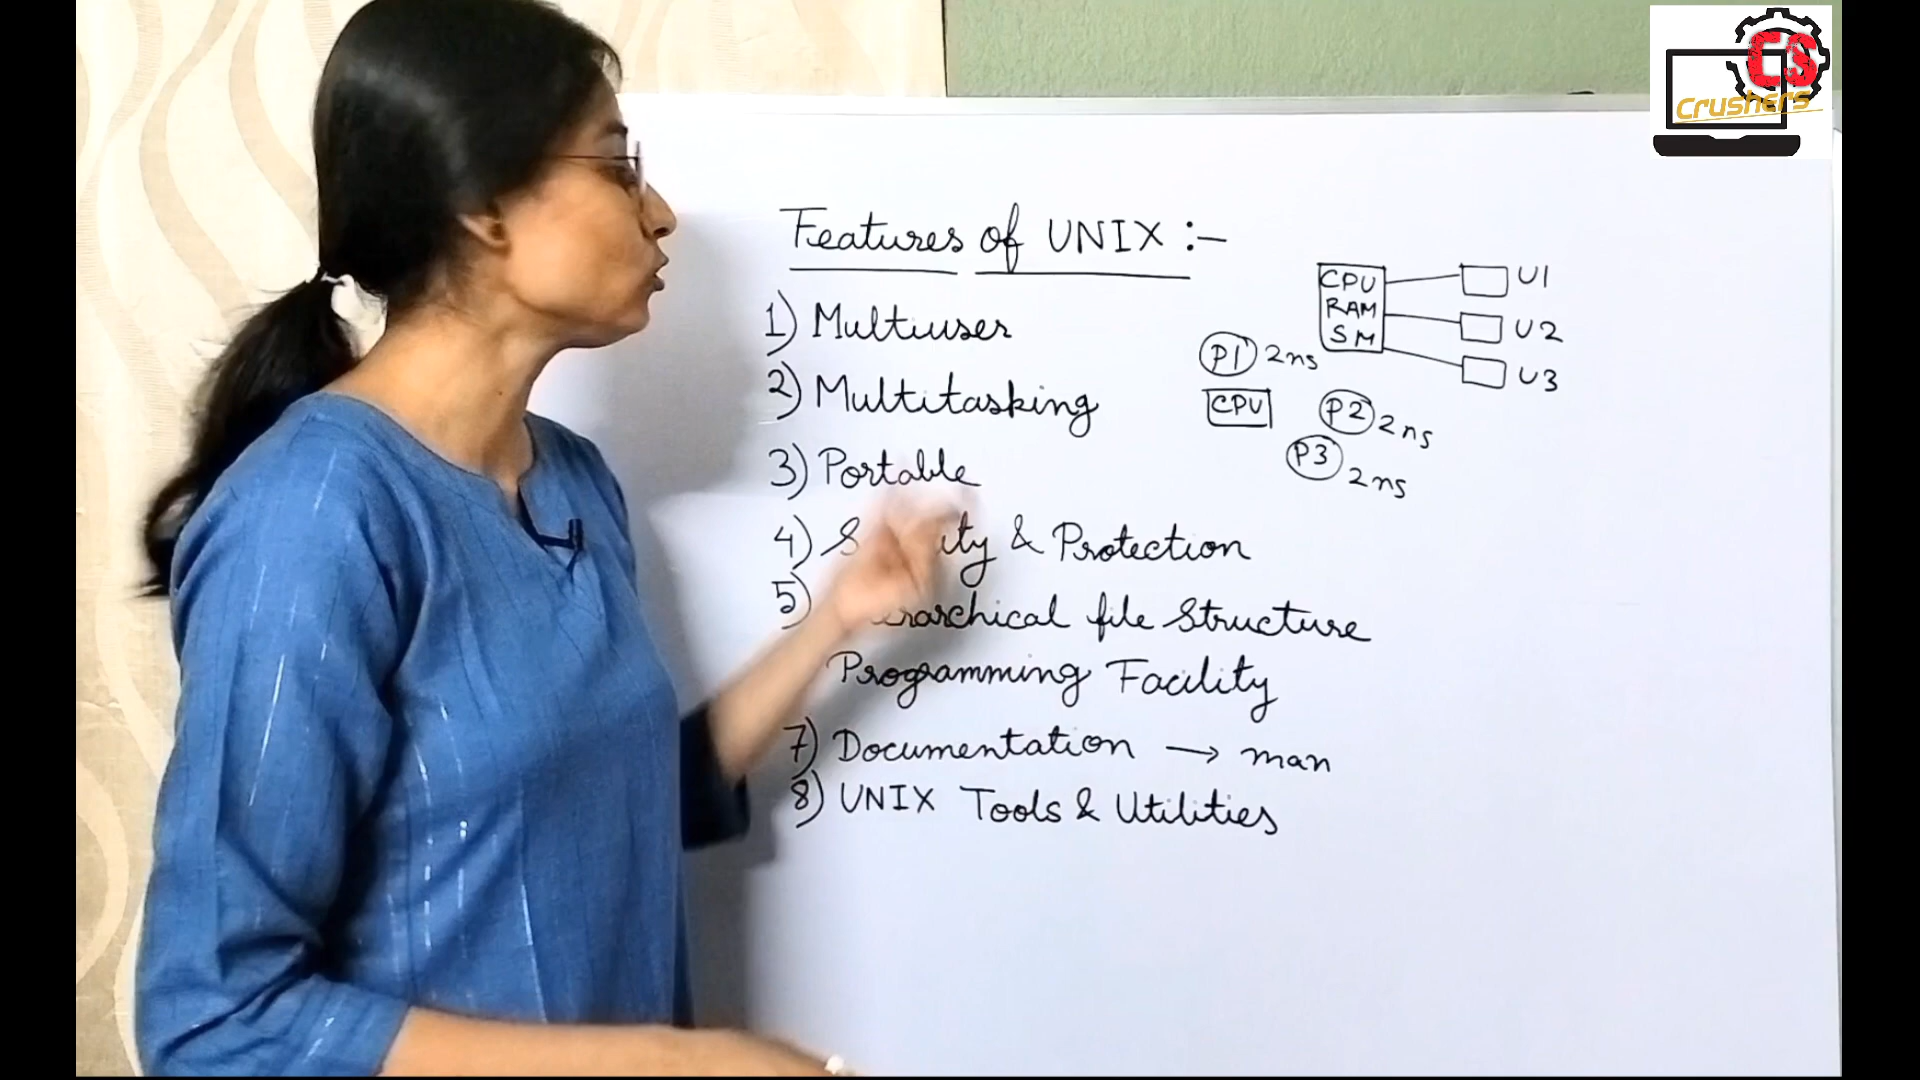 CS
Crushers
Features of UNIX :-
1) Multiuser
2) Multitasking
3) Portable
4) & Protection
5) file Structure
Programming Facility
7) Documentation → man
8) UNIX Tools & Utilities
CPU
RAM
SM
U1
U2
U3
P1 2ns
CPU
P2 2ns
P3 2ns